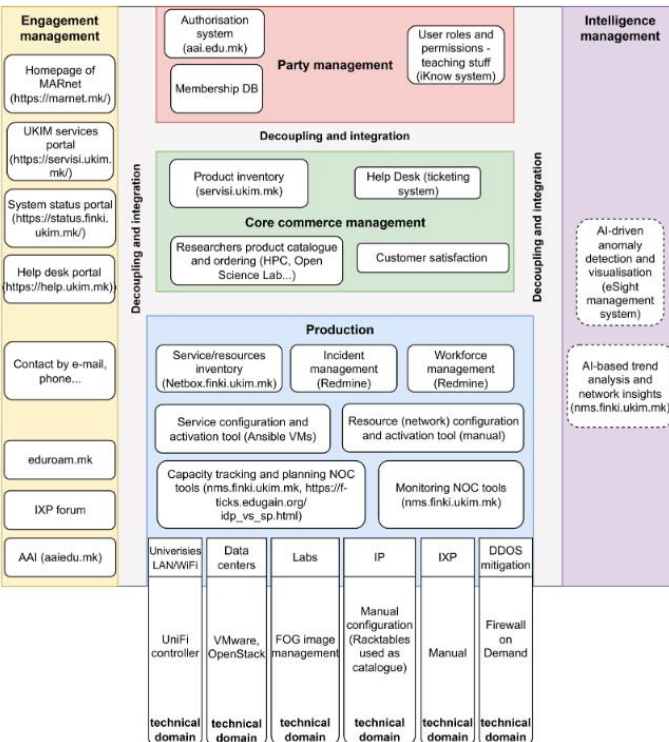 Engagement
management
Homepage of
MARnet
(https://marnet.mk/)
UKIM services
portal
(https://servisi.ukim.
mk/)
System status portal
(https://status.finki.
ukim.mk/)
Help desk portal
(https://help.ukim.mk)
Contact by e-mail,
phone...
eduroam.mk
IXP forum
AAI (aaiedu.mk)
Authorisation
system
(aai.edu.mk)
Membership DB
Party management
User roles and
permissions -
teaching stuff
(iKnow system)
Decoupling and integration
Decoupling and integration
Decoupling and integration
Product inventory
(servisi.ukim.mk)
Help Desk (ticketing
system)
Core commerce management
Researchers product catalogue
and ordering (HPC, Open
Science Lab...)
Customer satisfaction
Production
Service/resources
inventory
(Netbox.finki.ukim.mk)
Incident
management
(Redmine)
Workforce
management
(Redmine)
Service configuration and
activation tool (Ansible VMs)
Resource (network) configuration
and activation tool (manual)
Capacity tracking and planning NOC
tools (nms.finki.ukim.mk, https://f-
ticks.edugain.org/
idp_vs_sp.html)
Monitoring NOC tools
(nms.finki.ukim.mk)
Univerisies
LAN/WiFi
UniFi
controller
technical
domain
Data
centers
VMware,
OpenStack
technical
domain
Labs
FOG image
management
technical
domain
IP
Manual
configuration
(Racktables
used as
catalogue)
technical
domain
IXP
Manual
technical
domain
DDOS
mitigation
Firewall
on
Demand
technical
domain
Intelligence
management
AI-driven
anomaly
detection and
visualisation
(eSight
management
system)
AI-based trend
analysis and
network insights
(nms.finki.ukim.mk)